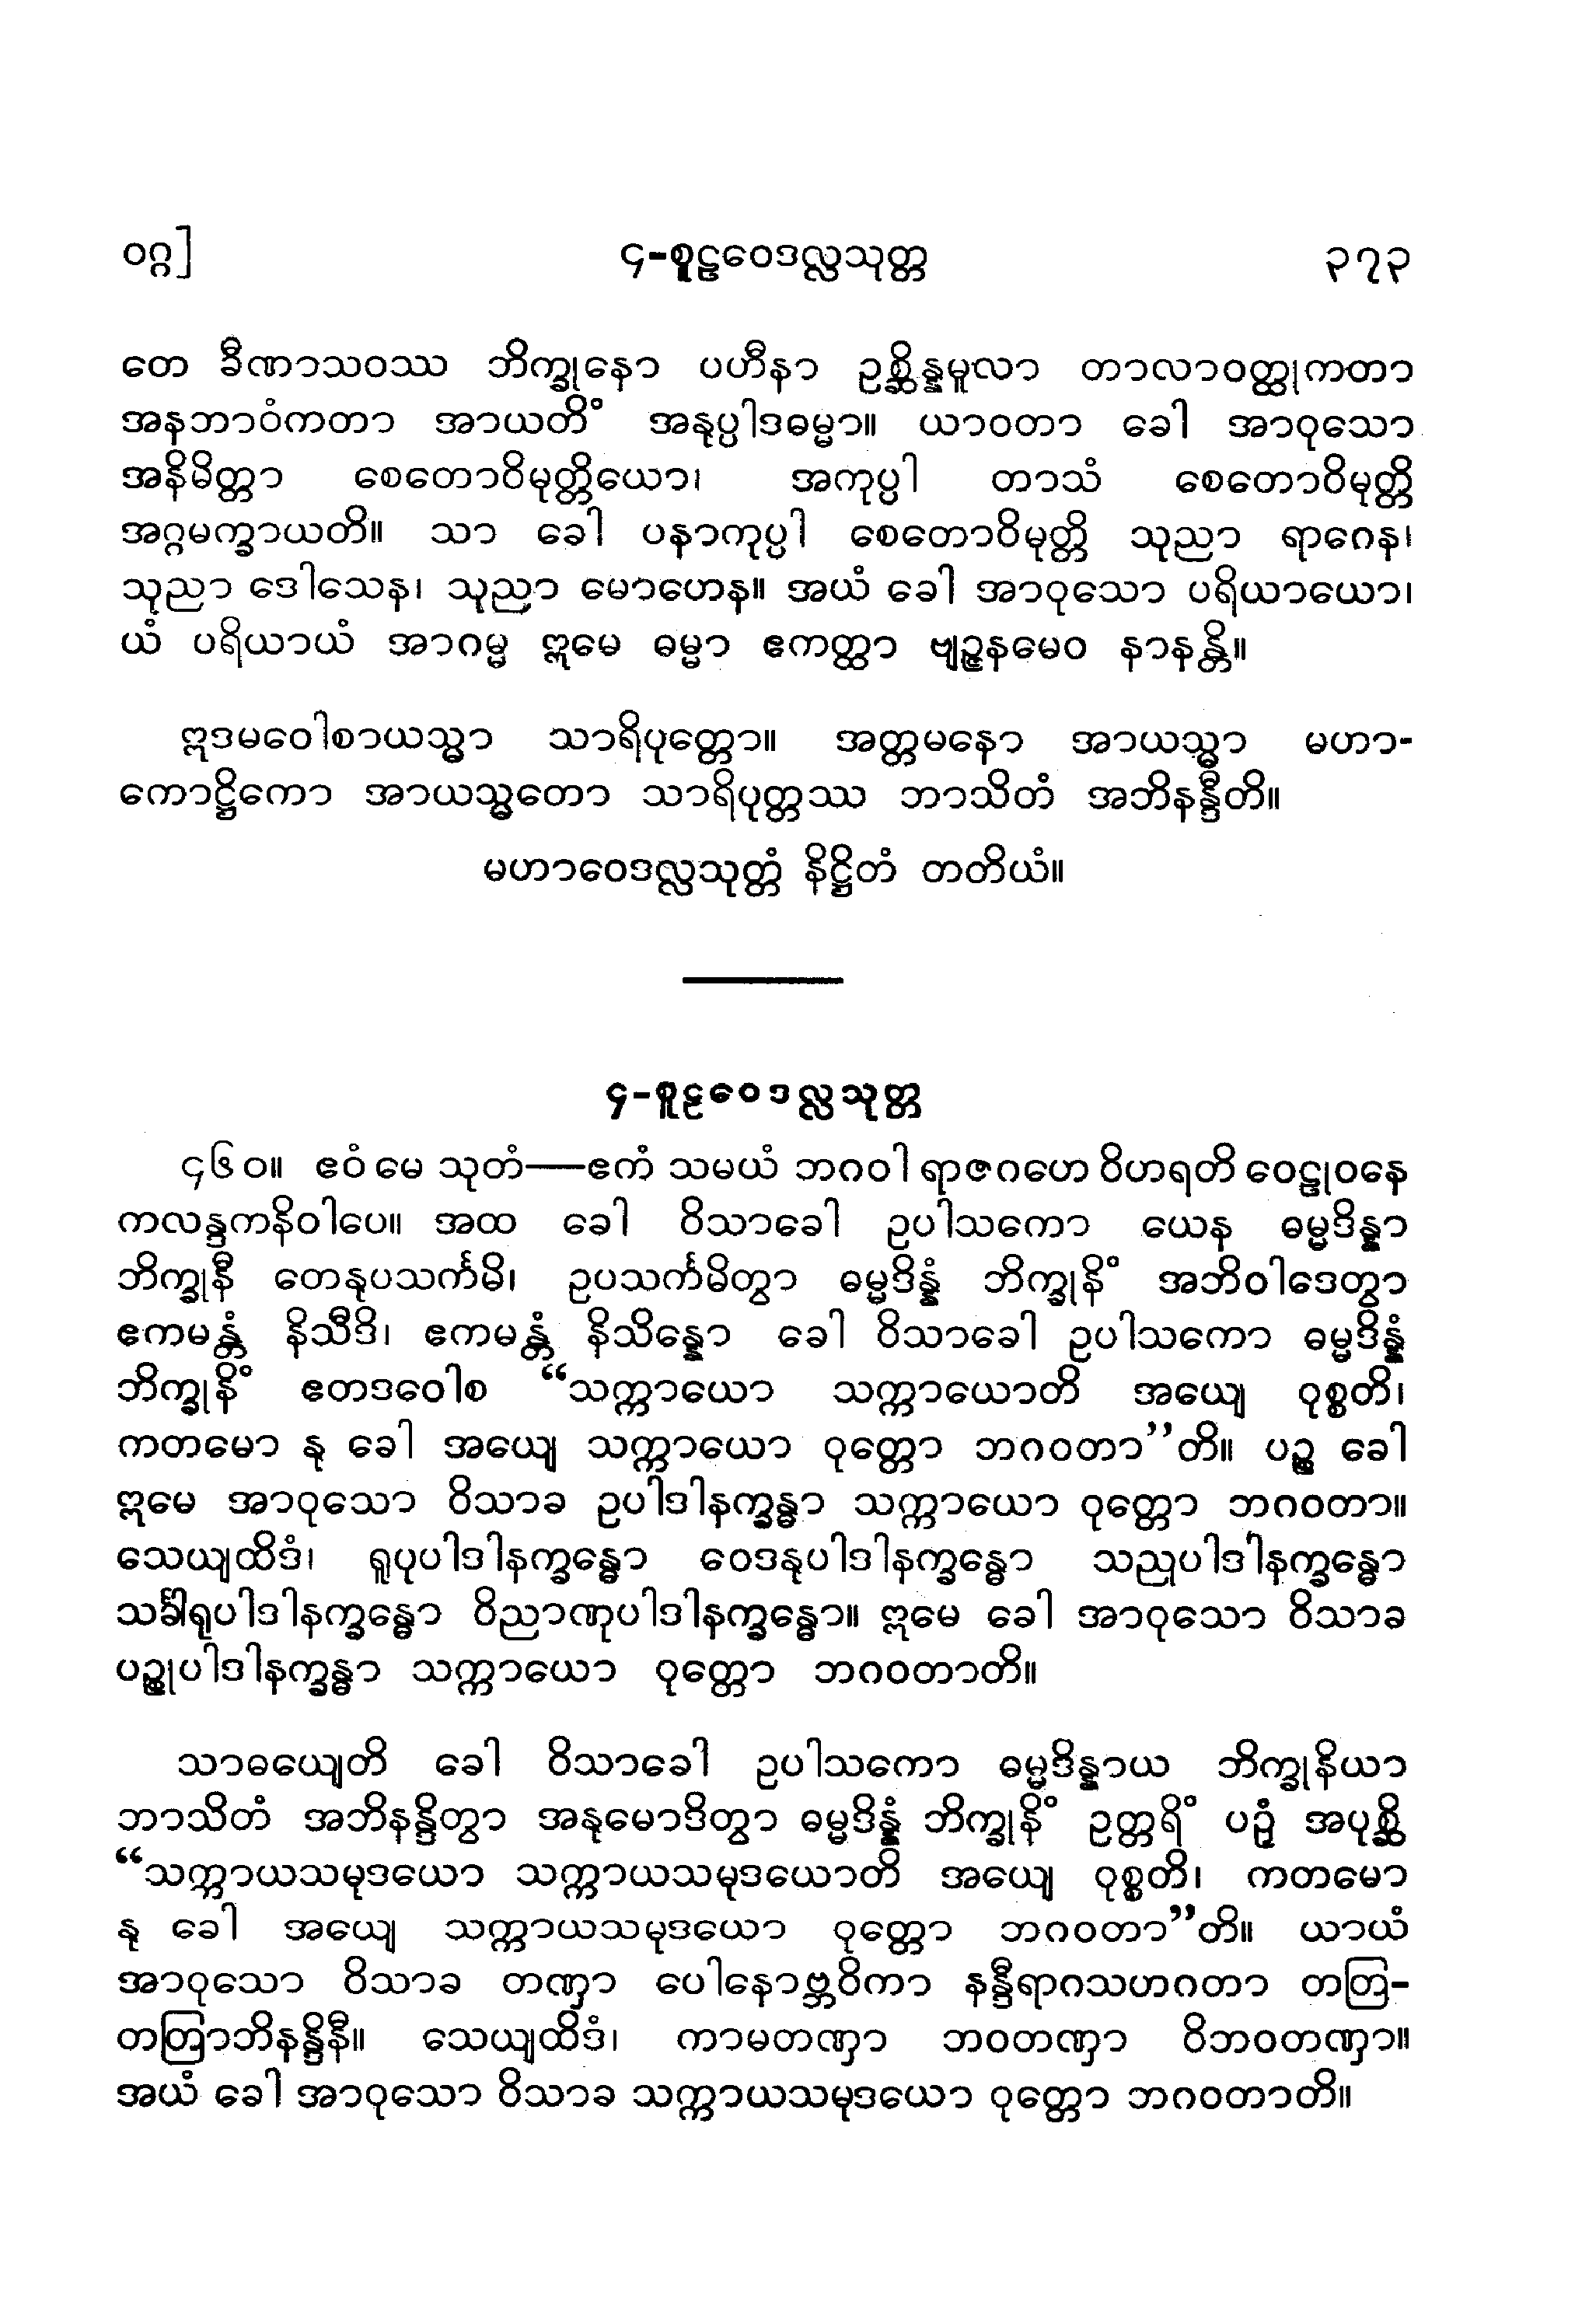 ဝဂ္ဂ]
၄-စူဠဝေဒလ္လသုတ္တ
၃၇၃
တေ ခီဏာသဝဿ ဘိက္ခုနော ပဟီနာ ဥစ္ဆိန္နမူလာ တာလာဝတ္ထုကတာ
အနဘာဝံကတာ အာယတိံ အနုပ္ပါဒဓမ္မာ။ ယာဝတာ ခေါ အာဝုသော
အနိမိတ္တာ စေတောဝိမုတ္တိယော၊ အကုပ္ပါ တာသံ စေတောဝိမုတ္တိ
အဂ္ဂမက္ခာယတိ။ သာ ခေါ ပနာကုပ္ပါ စေတောဝိမုတ္တိ သုညာ ရာဂေန၊
သုညာ ဒေါသေန၊ သုညာ မောဟေန။ အယံ ခေါ အာဝုသော ပရိယာယော၊
ယံ ပရိယာယံ အာဂမ္မ ဣမေ ဓမ္မာ ဧကတ္ထာ ဗျဉ္ဇနမေဝ နာနန္တိ။
ဣဒမဝေါစာယသ္မာ သာရိပုတ္တော။ အတ္တမနော အာယသ္မာ မဟာ-
ကောဋ္ဌိကော အာယသ္မတော သာရိပုတ္တဿ ဘာသိတံ အဘိနန္ဒီတိ။
မဟာဝေဒလ္လသုတ္တံ နိဋ္ဌိတံ တတိယံ။
၄-စူဠဝေဒလ္လသုတ္တ
၄၆၀။ ဧဝံ မေ သုတံ—ဧကံ သမယံ ဘဂဝါ ရာဇဂဟေ ဝိဟရတိ ဝေဠုဝနေ
ကလန္ဒကနိဝါပေ။ အထ ခေါ ဝိသာခေါ ဥပါသကော ယေန ဓမ္မဒိန္နာ
ဘိက္ခုနီ တေနုပသင်္ကမိ၊ ဥပသင်္ကမိတွာ ဓမ္မဒိန္နံ ဘိက္ခုနိံ အဘိဝါဒေတွာ
ဧကမန္တံ နိသီဒိ၊ ဧကမန္တံ နိသိန္နော ခေါ ဝိသာခေါ ဥပါသကော ဓမ္မဒိန္နံ
ဘိက္ခုနိံ ဧတဒဝေါစ “သက္ကာယော သက္ကာယောတိ အယျေ ဝုစ္စတိ၊
ကတမော နု ခေါ အယျေ သက္ကာယော ဝုတ္တော ဘဂဝတာ”တိ။ ပဉ္စ ခေါ
ဣမေ အာဝုသော ဝိသာခ ဥပါဒါနက္ခန္ဓာ သက္ကာယော ဝုတ္တော ဘဂဝတာ။
သေယျထိဒံ၊ ရူပုပါဒါနက္ခန္ဓော ဝေဒနုပါဒါနက္ခန္ဓော သညုပါဒါနက္ခန္ဓော
သင်္ခါရုပါဒါနက္ခန္ဓော ဝိညာဏုပါဒါနက္ခန္ဓော။ ဣမေ ခေါ အာဝုသော ဝိသာခ
ပဉ္စုပါဒါနက္ခန္ဓာ သက္ကာယော ဝုတ္တော ဘဂဝတာတိ။
သာဓယျေတိ ခေါ ဝိသာခေါ ဥပါသကော ဓမ္မဒိန္နာယ ဘိက္ခုနိယာ
ဘာသိတံ အဘိနန္ဒိတွာ အနုမောဒိတွာ ဓမ္မဒိန္နံ ဘိက္ခုနိံ ဥတ္တရိံ ပဉှံ အပုစ္ဆိ
“သက္ကာယသမုဒယော သက္ကာယသမုဒယောတိ အယျေ ဝုစ္စတိ၊ ကတမော
နု ခေါ အယျေ သက္ကာယသမုဒယော ဝုတ္တော ဘဂဝတာ”တိ။ ယာယံ
အာဝုသော ဝိသာခ တဏှာ ပေါနောဗ္ဘဝိကာ နန္ဒီရာဂသဟဂတာ တတြ-
တတြာဘိနန္ဒိနီ။ သေယျထိဒံ၊ ကာမတဏှာ ဘဝတဏှာ ဝိဘဝတဏှာ။
အယံ ခေါ အာဝုသော ဝိသာခ သက္ကာယသမုဒယော ဝုတ္တော ဘဂဝတာတိ။